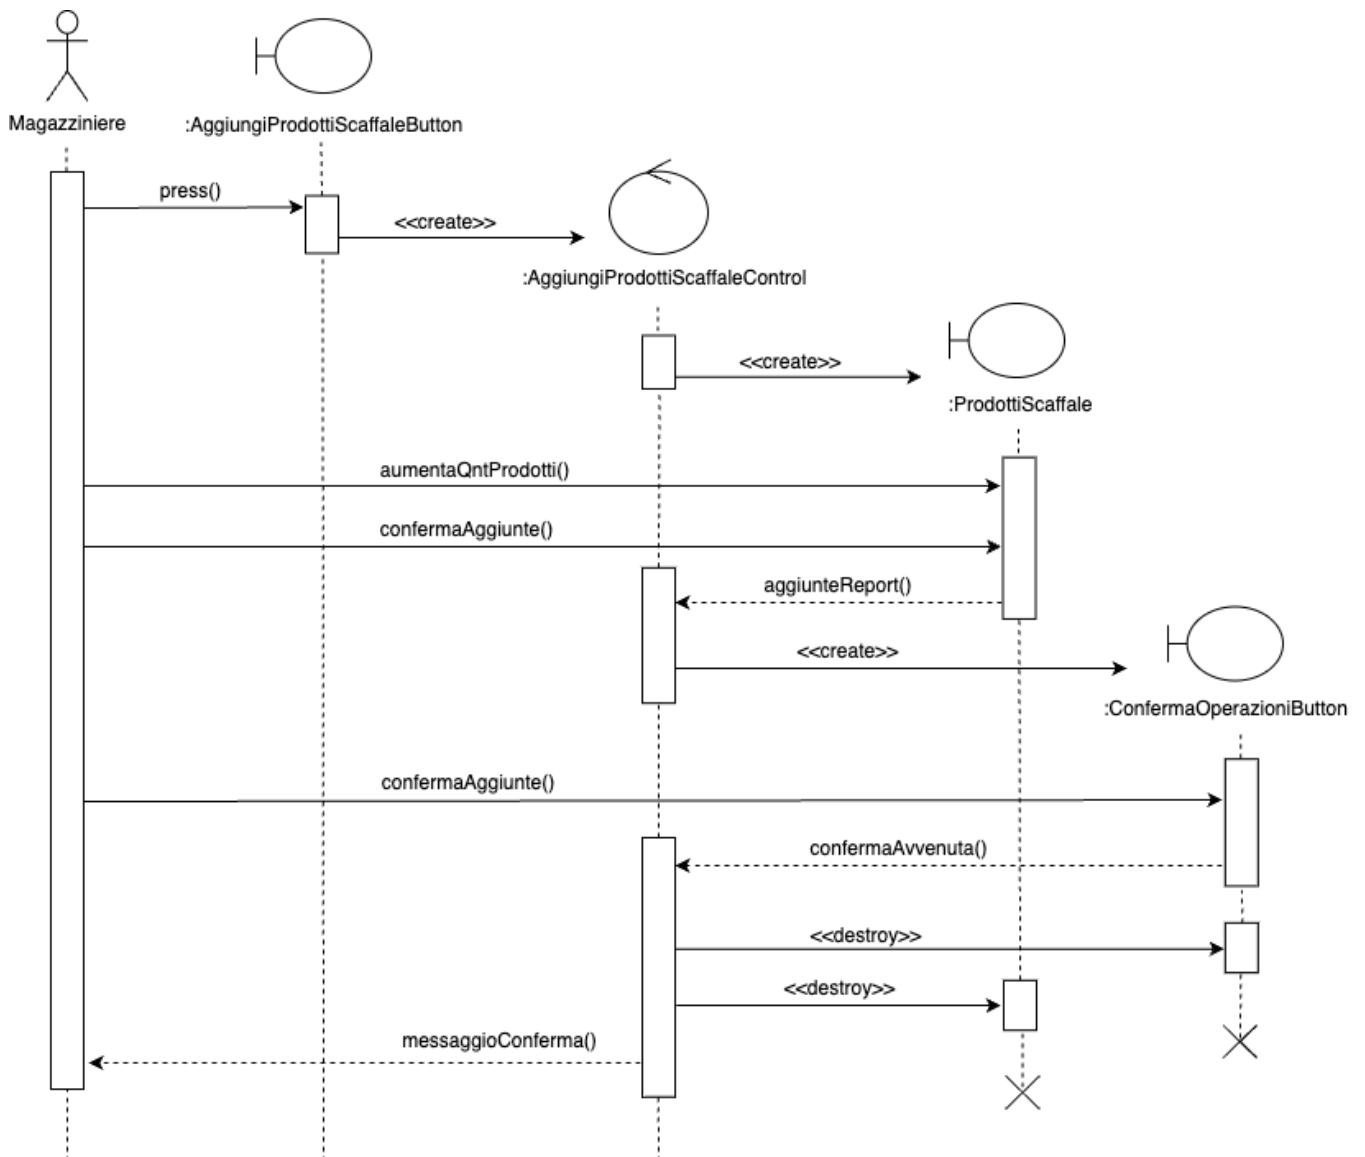 Magazziniere
:AggiungiProdottiScaffaleButton
press()
<<create>>
:AggiungiProdottiScaffaleControl
<<create>>
:ProdottiScaffale
aumentaQntProdotti()
confermaAggiunte()
aggiunteReport()
<<create>>
:ConfermaOperazioniButton
confermaAggiunte()
confermaAvvenuta()
<<destroy>>
<<destroy>>
messaggioConferma()